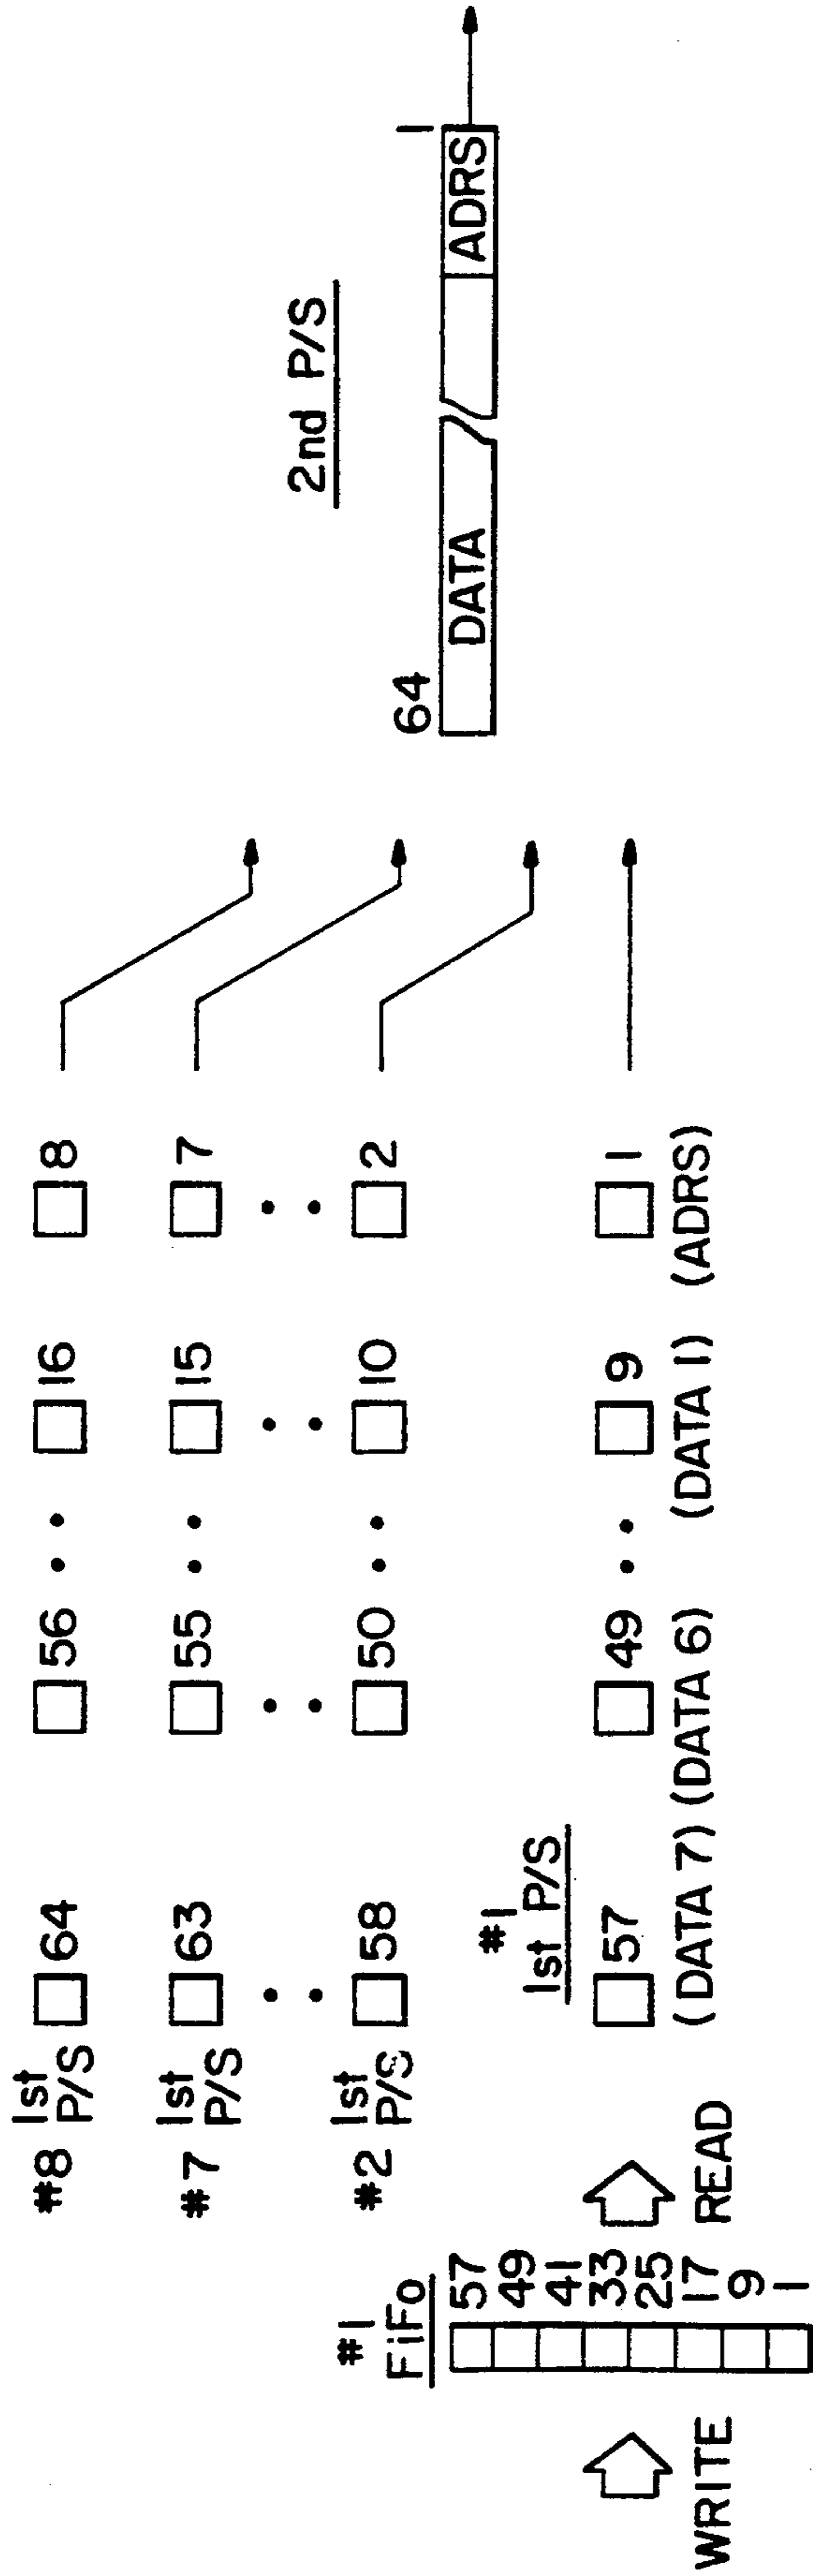 #8 1st P/S 64 56 16 8
#7 1st P/S 63 55 15 7
#2 1st P/S 58 50 10 2
#1
1st P/S
57 49 9 1
(DATA 7) (DATA 6) (DATA 1) (ADRS)
#1
FiFo
57
49
41
33
25
17
9
1
WRITE
READ
2nd P/S
64 1
DATA ADRS